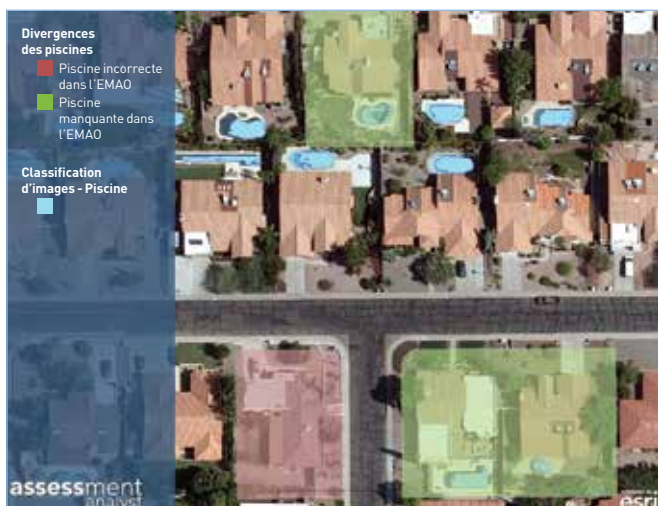 Divergences
des piscines
Piscine incorrecte
dans l'EMAO
Piscine
manquante dans
l'EMAO
Classification
d'images - Piscine
assessment
analyst
esri